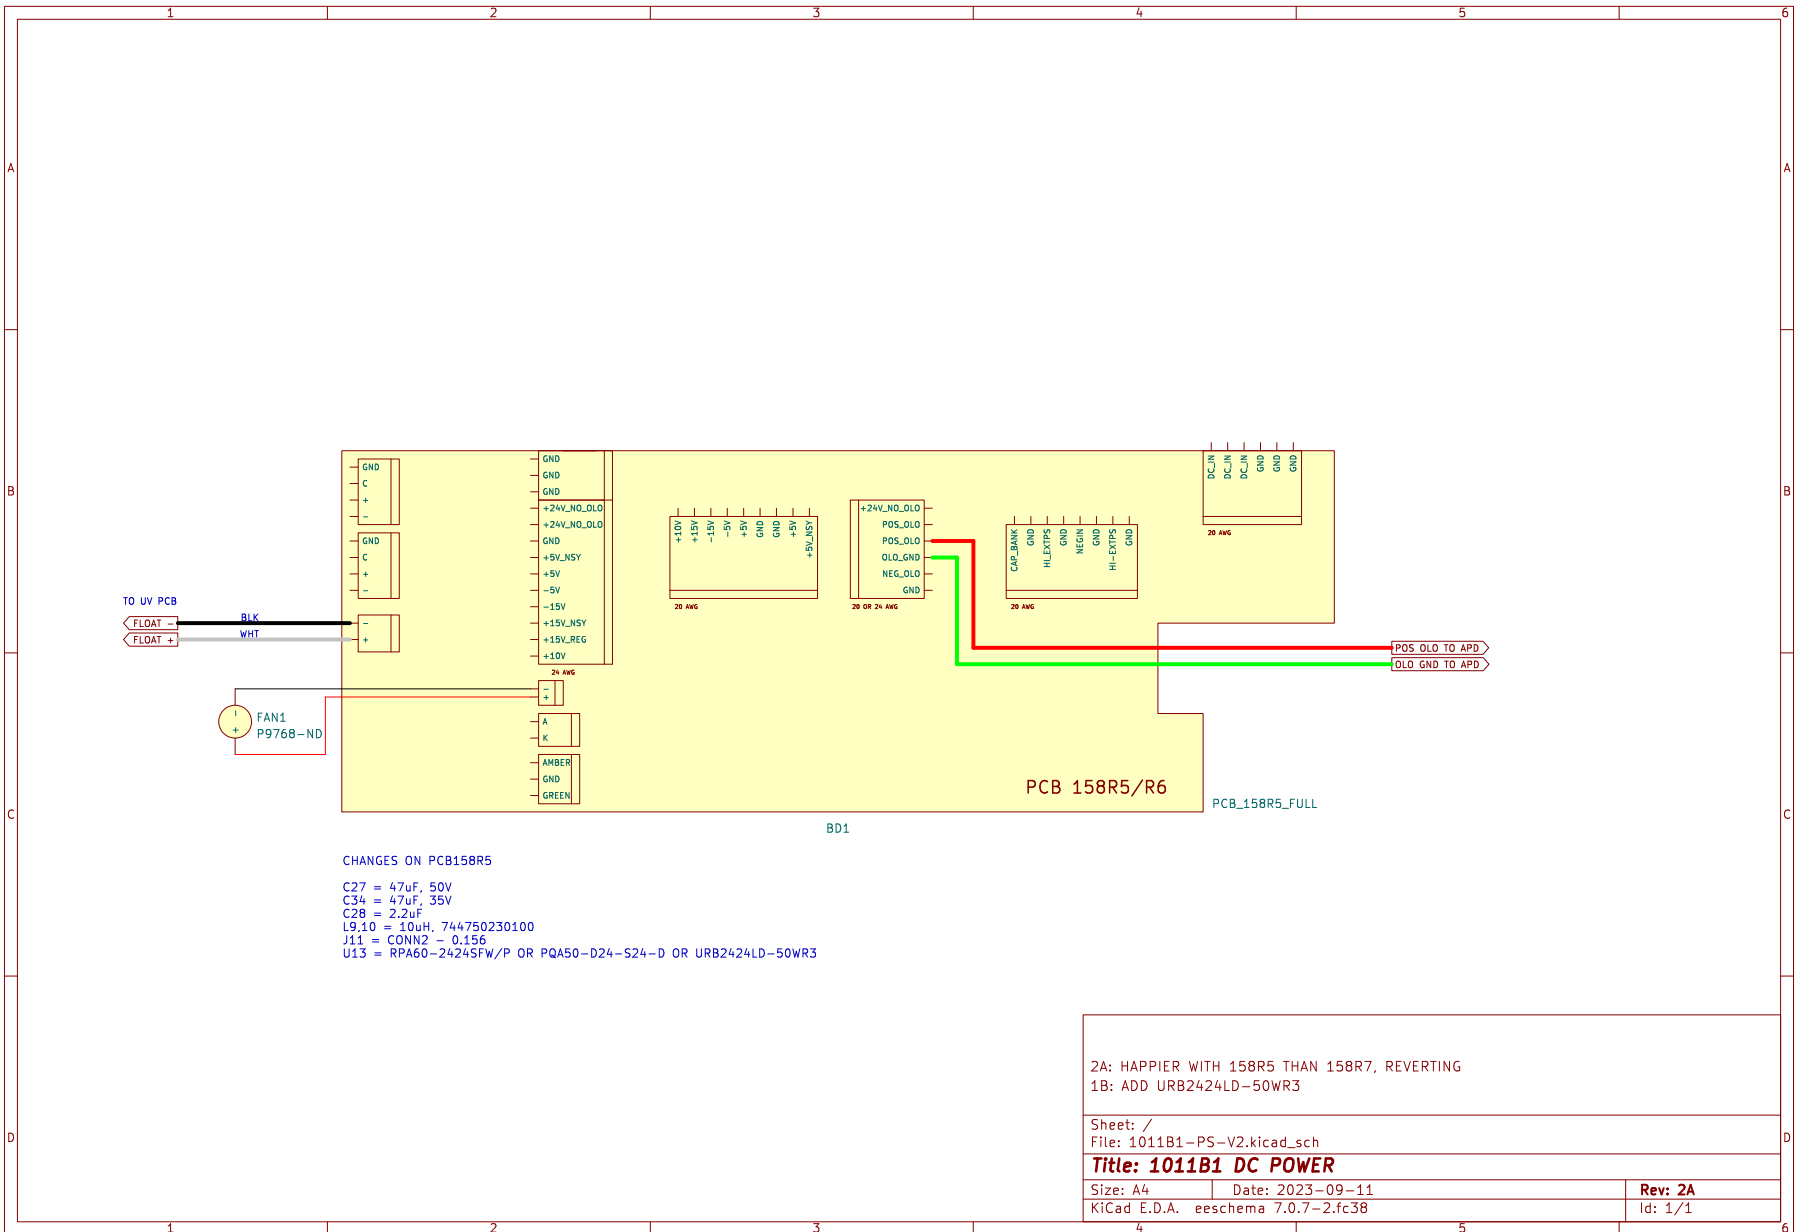 1 2 3 4 5 6
A A
B B
C C
D D
GND
C
+
-
GND
C
+
-
TO UV PCB
FLOAT - BLK -
FLOAT + WHT +
GND
GND
GND
+24V_NO_OLO
+24V_NO_OLO
GND
+5V_NSY
+5V
-5V
-15V
+15V_NSY
+15V_REG
+10V
24 AWG
-
+
A
K
AMBER
GND
GREEN
-
+
FAN1
P9768-ND
+10V
+15V
-15V
-5V
+5V
GND
GND
+5V
+5V_NSY
20 AWG
+24V_NO_OLO
POS_OLO
POS_OLO
OLO_GND
NEG_OLO
GND
20 OR 24 AWG
CAP_BANK
GND
HI_EXTPS
GND
NEGIN
GND
HI-EXTPS
GND
20 AWG
DC_IN
DC_IN
DC_IN
GND
GND
GND
20 AWG
POS OLO TO APD
OLO GND TO APD
PCB 158R5/R6
PCB_158R5_FULL
BD1
CHANGES ON PCB158R5
C27 = 47uF, 50V
C34 = 47uF, 35V
C28 = 2.2uF
L9,10 = 10uH, 744750230100
J11 = CONN2 - 0.156
U13 = RPA60-2424SFW/P OR PQA50-D24-S24-D OR URB2424LD-50WR3
2A: HAPPIER WITH 158R5 THAN 158R7, REVERTING
1B: ADD URB2424LD-50WR3
Sheet: /
File: 1011B1-PS-V2.kicad_sch
Title: 1011B1 DC POWER
Size: A4 Date: 2023-09-11 Rev: 2A
KiCad E.D.A. eeschema 7.0.7-2.fc38 Id: 1/1
1 2 3 4 5 6